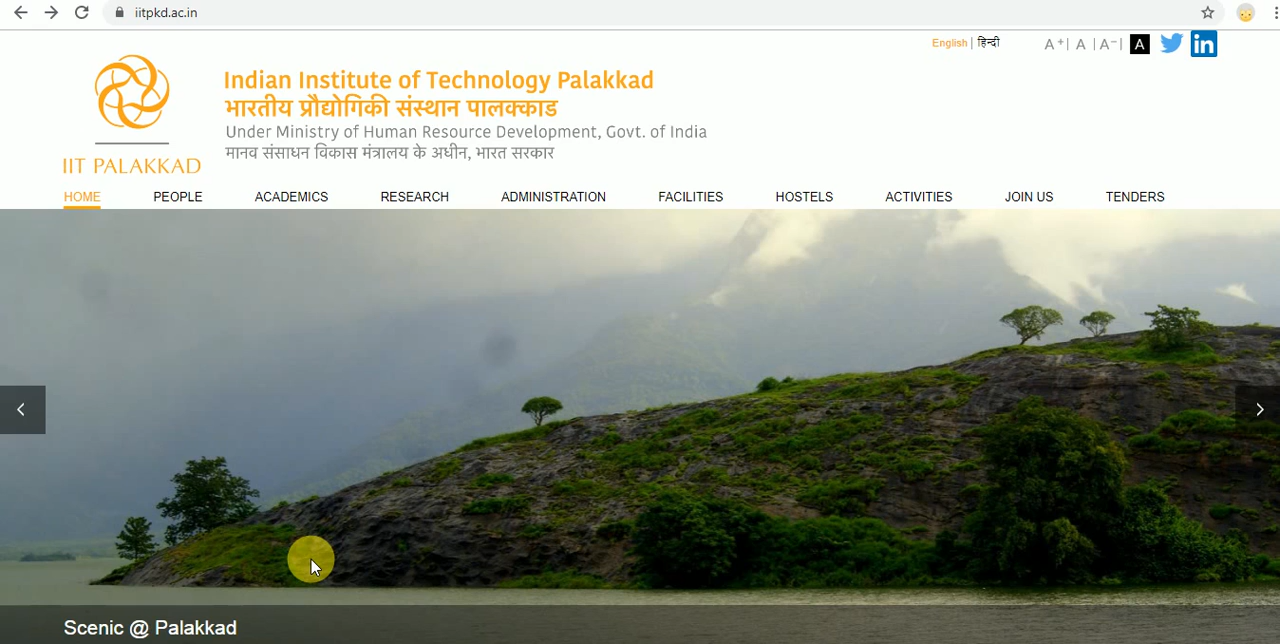 iitpkd.ac.in
English | हिन्दी A⁺ | A | A⁻ | A in
Indian Institute of Technology Palakkad
भारतीय प्रौद्योगिकी संस्थान पालक्काड
Under Ministry of Human Resource Development, Govt. of India
मानव संसाधन विकास मंत्रालय के अधीन, भारत सरकार
IIT PALAKKAD
HOME PEOPLE ACADEMICS RESEARCH ADMINISTRATION FACILITIES HOSTELS ACTIVITIES JOIN US TENDERS
Scenic @ Palakkad